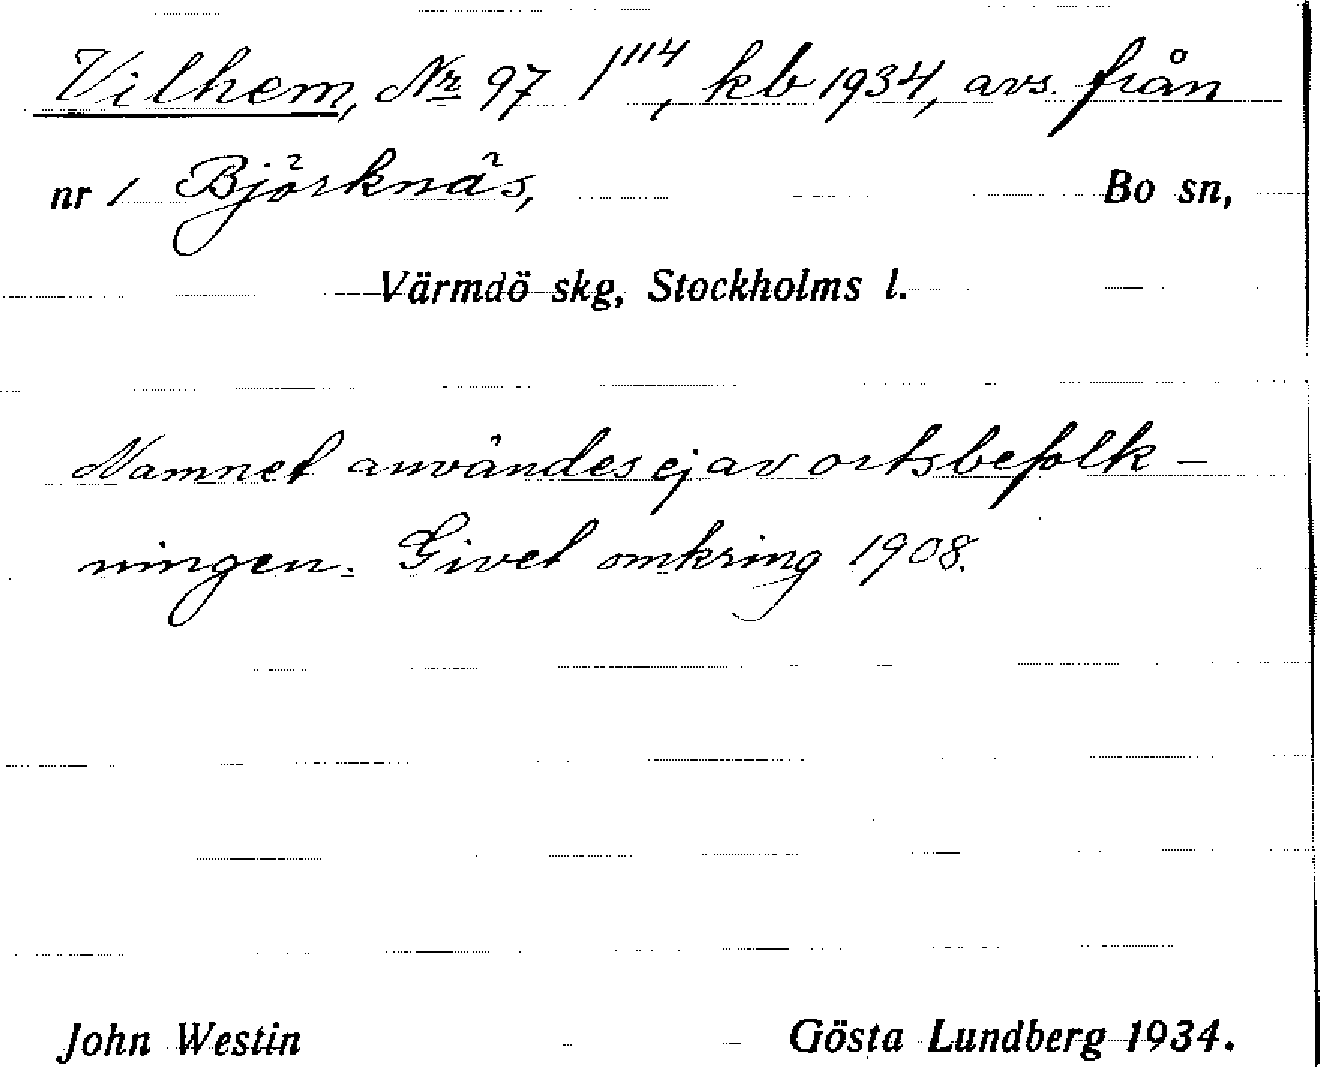 Vilhem, Nr 97 1¹¹⁴, kb 1934, avs. från
nr 1 Björknäs, Bo sn,
Värmdö skg, Stockholms l.
Namnet användes ej av ortsbefolk-
ningen. Givet omkring 1908.
John Westin Gösta Lundberg 1934.